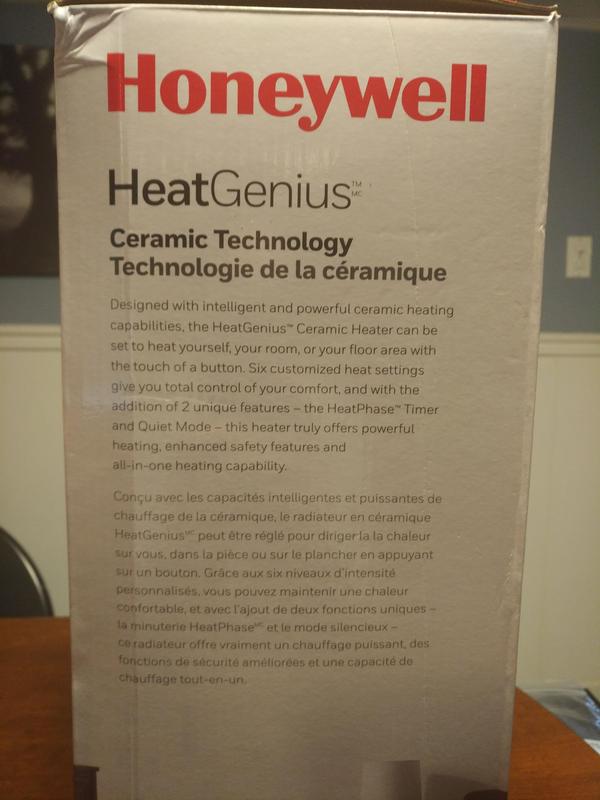 Honeywell
HeatGenius™ MC
Ceramic Technology
Technologie de la céramique
Designed with intelligent and powerful ceramic heating
capabilities, the HeatGenius™ Ceramic Heater can be
set to heat yourself, your room, or your floor area with
the touch of a button. Six customized heat settings
give you total control of your comfort, and with the
addition of 2 unique features – the HeatPhase™ Timer
and Quiet Mode – this heater truly offers powerful
heating, enhanced safety features and
all-in-one heating capability.
Conçu avec les capacités intelligentes et puissantes de
chauffage de la céramique, le radiateur en céramique
HeatGenius MC peut être réglé pour diriger la la chaleur
sur vous, dans la pièce ou sur le plancher en appuyant
sur un bouton. Grâce aux six niveaux d'intensité
personnalisés, vous pouvez maintenir une chaleur
confortable, et avec l'ajout de deux fonctions uniques –
la minuterie HeatPhase MC et le mode silencieux –
ce radiateur offre vraiment un chauffage puissant, des
fonctions de sécurité améliorées et une capacité de
chauffage tout-en-un.